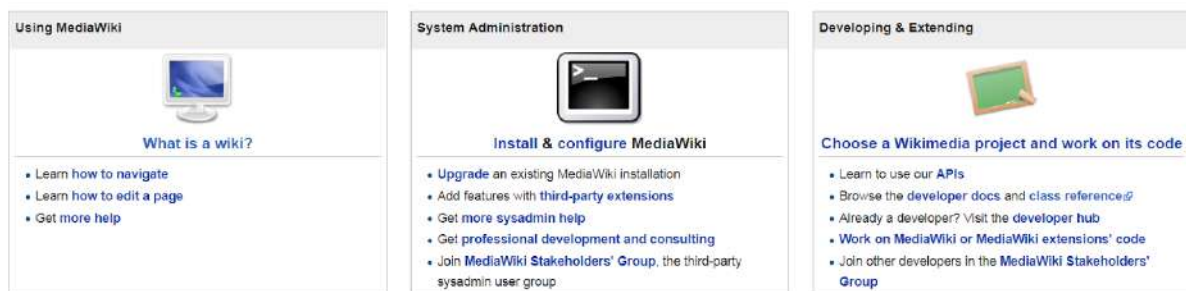 Using MediaWiki
What is a wiki?
Learn how to navigate
Learn how to edit a page
Get more help
System Administration
>_
Install & configure MediaWiki
Upgrade an existing MediaWiki installation
Add features with third-party extensions
Get more sysadmin help
Get professional development and consulting
Join MediaWiki Stakeholders' Group, the third-party
sysadmin user group
Developing & Extending
Choose a Wikimedia project and work on its code
Learn to use our APIs
Browse the developer docs and class reference
Already a developer? Visit the developer hub
Work on MediaWiki or MediaWiki extensions' code
Join other developers in the MediaWiki Stakeholders'
Group